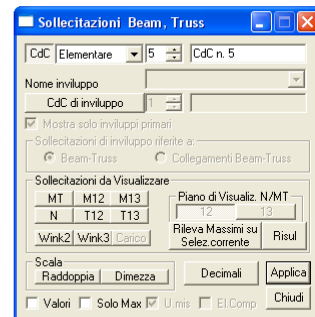 Sollecitazioni Beam, Truss
CdC Elementare 5 CdC n. 5
Nome inviluppo
CdC di inviluppo 1
Mostra solo inviluppi primari
Sollecitazioni di inviluppo riferite a:
Beam-Truss Collegamenti Beam-Truss
Sollecitazioni da Visualizzare
MT M12 M13
N T12 T13
Wink2 Wink3 Carico
Piano di Visualiz. N/MT
12 13
Rileva Massimi su Selez.corrente Risul
Scala
Raddoppia Dimezza Decimali Applica
Valori Solo Max U.mis El.Comp Chiudi